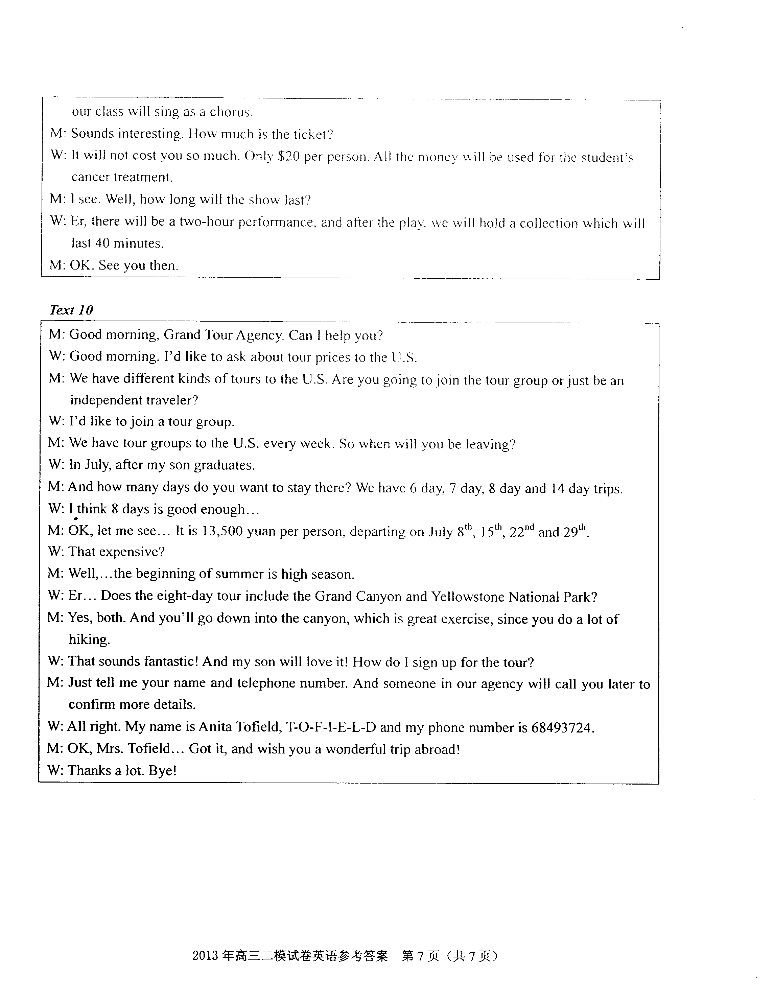 our class will sing as a chorus.
M: Sounds interesting. How much is the ticket?
W: It will not cost you so much. Only $20 per person. All the money will be used for the student's
cancer treatment.
M: I see. Well, how long will the show last?
W: Er, there will be a two-hour performance, and after the play, we will hold a collection which will
last 40 minutes.
M: OK. See you then.
Text 10
M: Good morning, Grand Tour Agency. Can I help you?
W: Good morning. I'd like to ask about tour prices to the U.S.
M: We have different kinds of tours to the U.S. Are you going to join the tour group or just be an
independent traveler?
W: I'd like to join a tour group.
M: We have tour groups to the U.S. every week. So when will you be leaving?
W: In July, after my son graduates.
M: And how many days do you want to stay there? We have 6 day, 7 day, 8 day and 14 day trips.
W: I think 8 days is good enough…
M: OK, let me see… It is 13,500 yuan per person, departing on July 8th, 15th, 22nd and 29th.
W: That expensive?
M: Well,…the beginning of summer is high season.
W: Er… Does the eight-day tour include the Grand Canyon and Yellowstone National Park?
M: Yes, both. And you'll go down into the canyon, which is great exercise, since you do a lot of
hiking.
W: That sounds fantastic! And my son will love it! How do I sign up for the tour?
M: Just tell me your name and telephone number. And someone in our agency will call you later to
confirm more details.
W: All right. My name is Anita Tofield, T-O-F-I-E-L-D and my phone number is 68493724.
M: OK, Mrs. Tofield… Got it, and wish you a wonderful trip abroad!
W: Thanks a lot. Bye!
2013 年高三二模试卷英语参考答案 第 7 页（共 7 页）